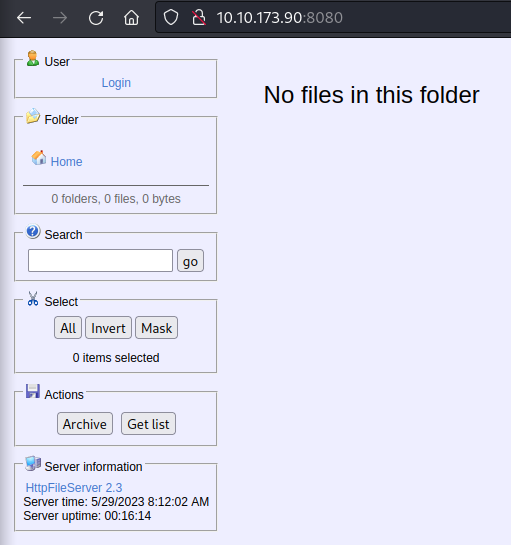 10.10.173.90:8080
User
Login
Folder
Home
0 folders, 0 files, 0 bytes
Search
go
Select
All Invert Mask
0 items selected
Actions
Archive Get list
Server information
HttpFileServer 2.3
Server time: 5/29/2023 8:12:02 AM
Server uptime: 00:16:14
No files in this folder